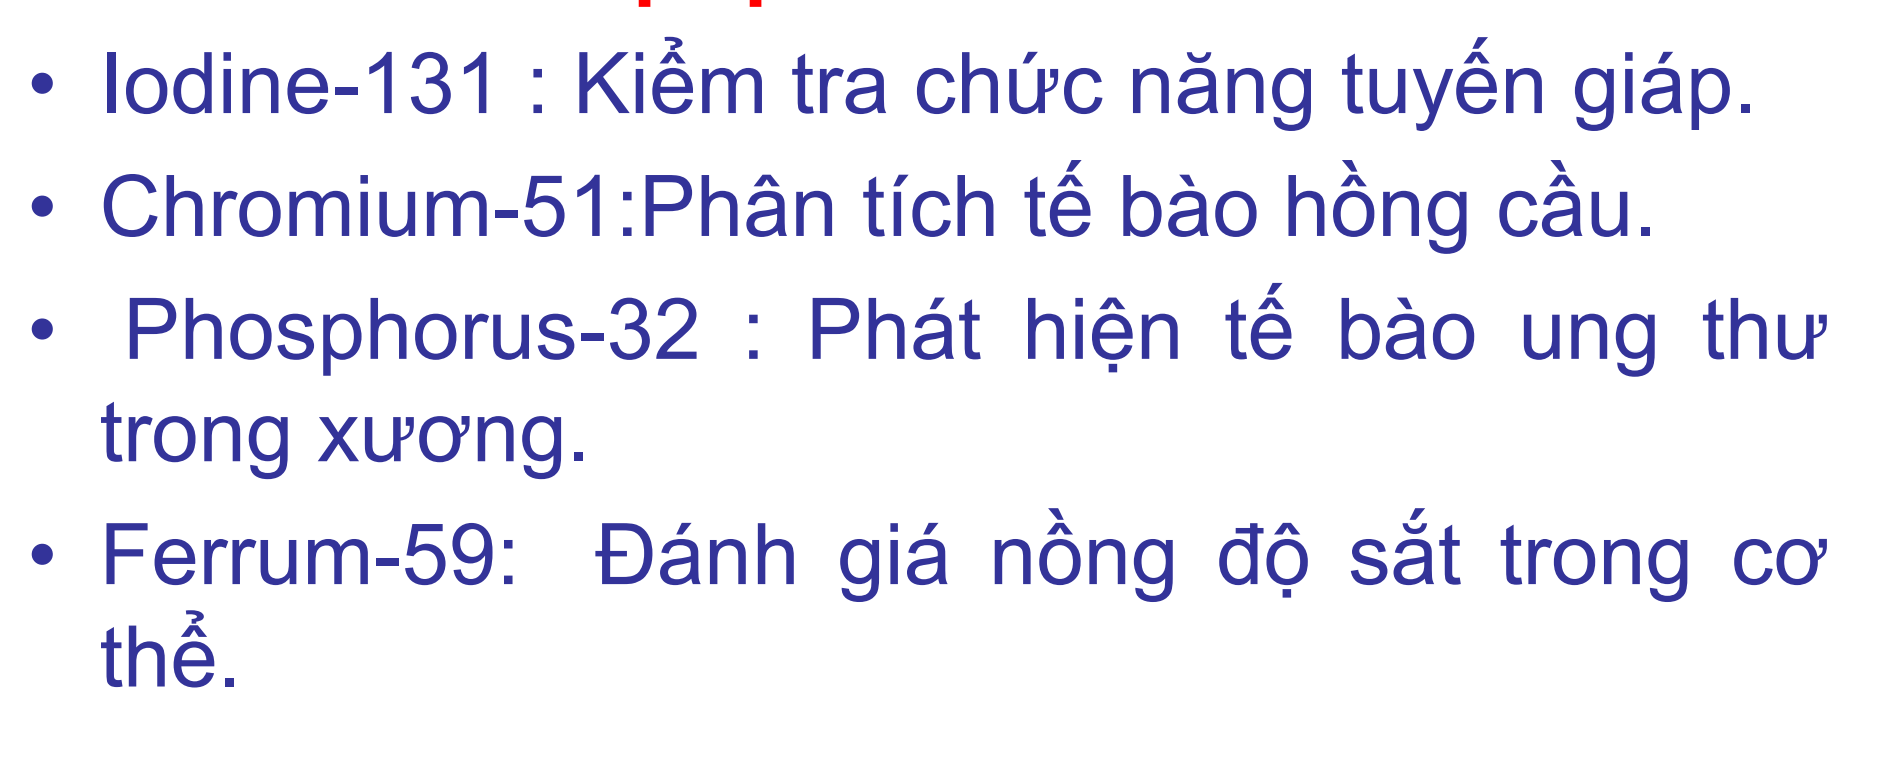 • Iodine-131 : Kiểm tra chức năng tuyến giáp.
• Chromium-51:Phân tích tế bào hồng cầu.
• Phosphorus-32 : Phát hiện tế bào ung thư
trong xương.
• Ferrum-59: Đánh giá nồng độ sắt trong cơ
thể.